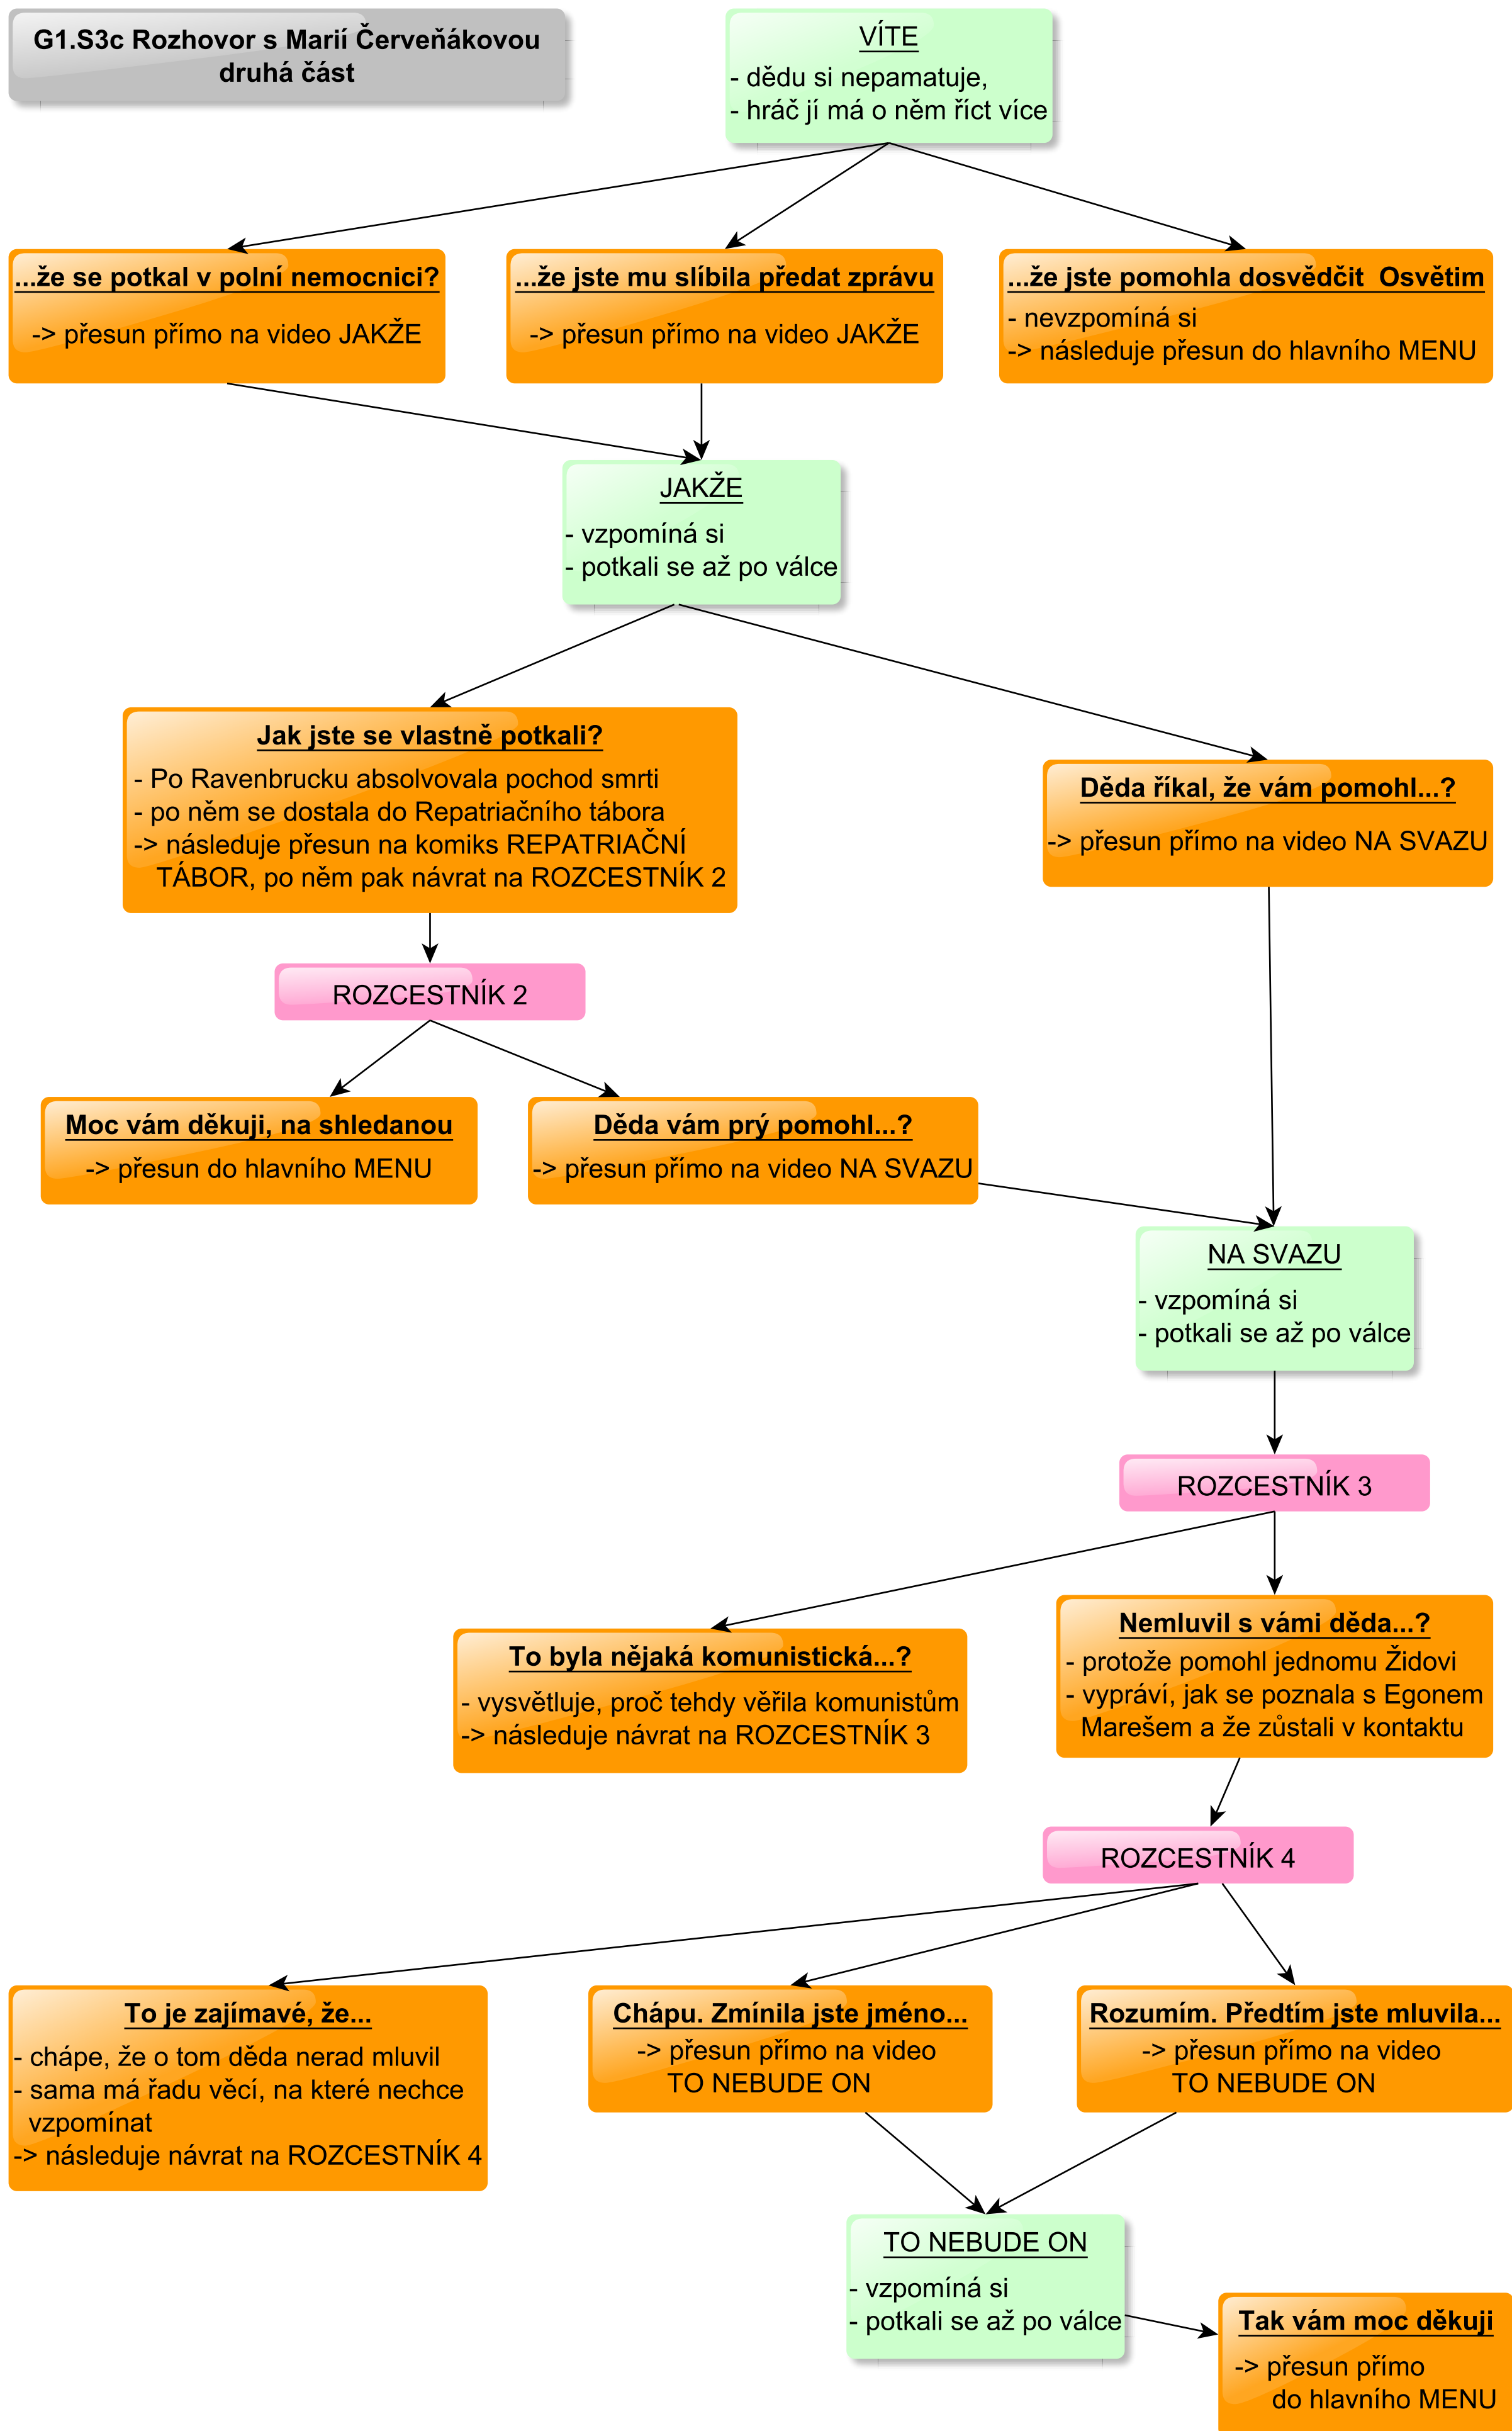 G1.S3c Rozhovor s Marií Červeňákovou
druhá část
VÍTE
- dědu si nepamatuje,
- hráč jí má o něm říct více
...že se potkal v polní nemocnici?
-> přesun přímo na video JAKŽE
...že jste mu slíbila předat zprávu
-> přesun přímo na video JAKŽE
...že jste pomohla dosvědčit  Osvětim
- nevzpomíná si
-> následuje přesun do hlavního MENU
JAKŽE
- vzpomíná si
- potkali se až po válce
Jak jste se vlastně potkali?
- Po Ravenbrucku absolvovala pochod smrti
- po něm se dostala do Repatriačního tábora
-> následuje přesun na komiks REPATRIAČNÍ
TÁBOR, po něm pak návrat na ROZCESTNÍK 2
Děda říkal, že vám pomohl...?
-> přesun přímo na video NA SVAZU
ROZCESTNÍK 2
Moc vám děkuji, na shledanou
-> přesun do hlavního MENU
Děda vám prý pomohl...?
-> přesun přímo na video NA SVAZU
NA SVAZU
- vzpomíná si
- potkali se až po válce
ROZCESTNÍK 3
To byla nějaká komunistická...?
- vysvětluje, proč tehdy věřila komunistům
-> následuje návrat na ROZCESTNÍK 3
Nemluvil s vámi děda...?
- protože pomohl jednomu Židovi
- vypráví, jak se poznala s Egonem
Marešem a že zůstali v kontaktu
ROZCESTNÍK 4
To je zajímavé, že...
- chápe, že o tom děda nerad mluvil
- sama má řadu věcí, na které nechce
vzpomínat
-> následuje návrat na ROZCESTNÍK 4
Chápu. Zmínila jste jméno...
-> přesun přímo na video
TO NEBUDE ON
Rozumím. Předtím jste mluvila...
-> přesun přímo na video
TO NEBUDE ON
TO NEBUDE ON
- vzpomíná si
- potkali se až po válce
Tak vám moc děkuji
-> přesun přímo
do hlavního MENU